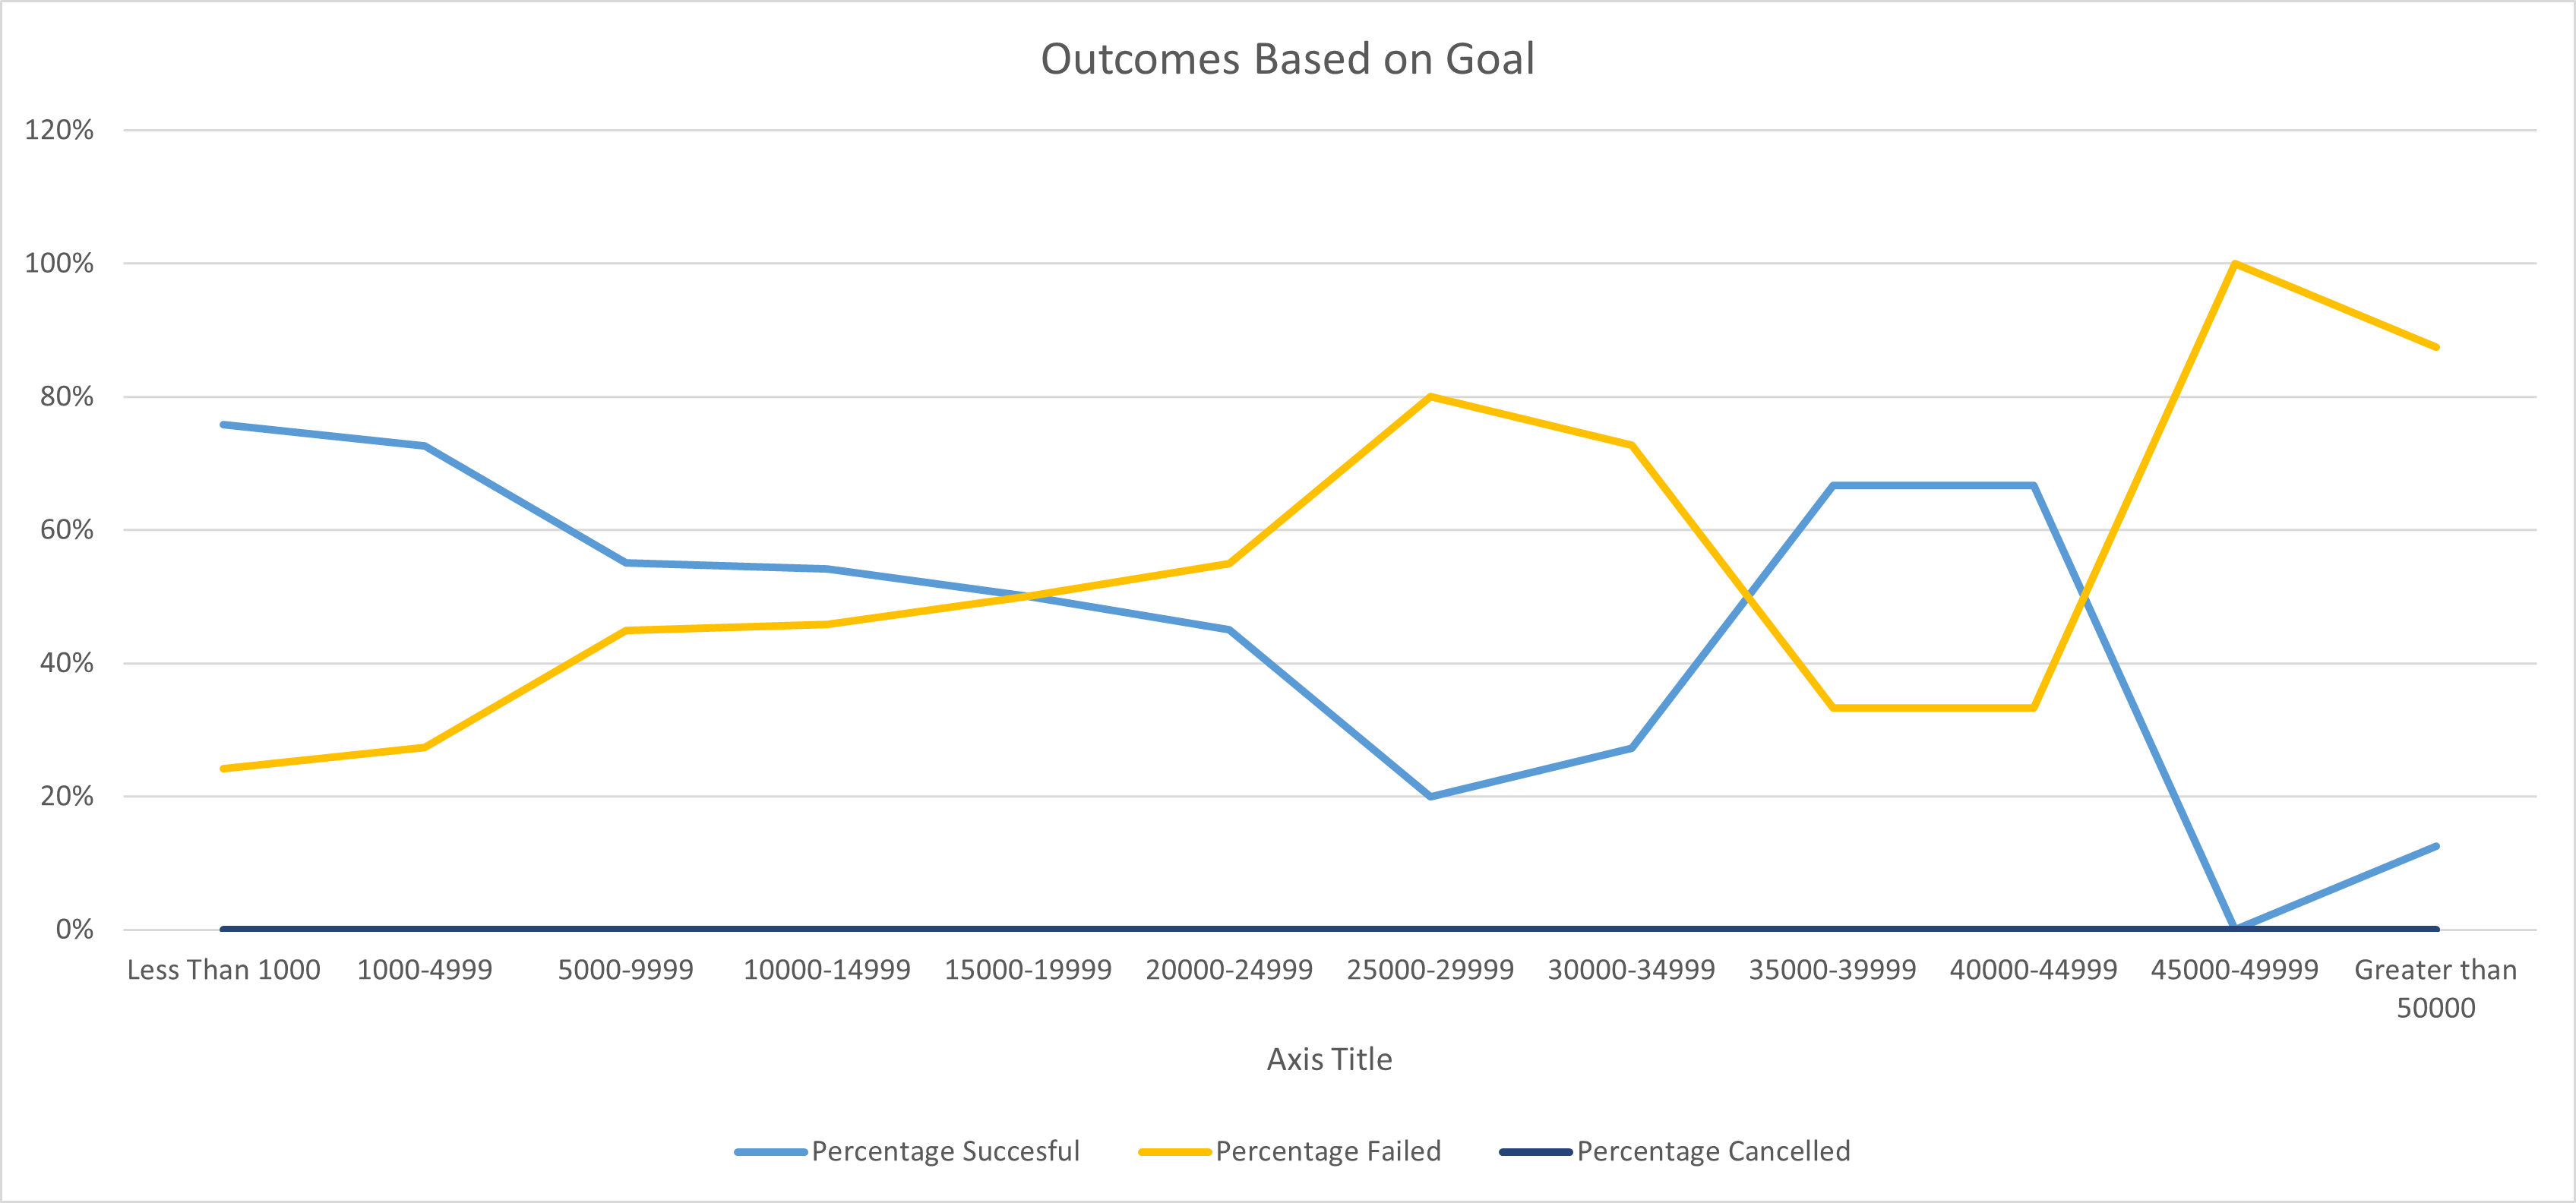 Outcomes Based on Goal
120%
100%
80%
60%
40%
20%
0%
Less Than 1000 1000-4999 5000-9999 10000-14999 15000-19999 20000-24999 25000-29999 30000-34999 35000-39999 40000-44999 45000-49999 Greater than
50000
Axis Title
Percentage Succesful Percentage Failed Percentage Cancelled